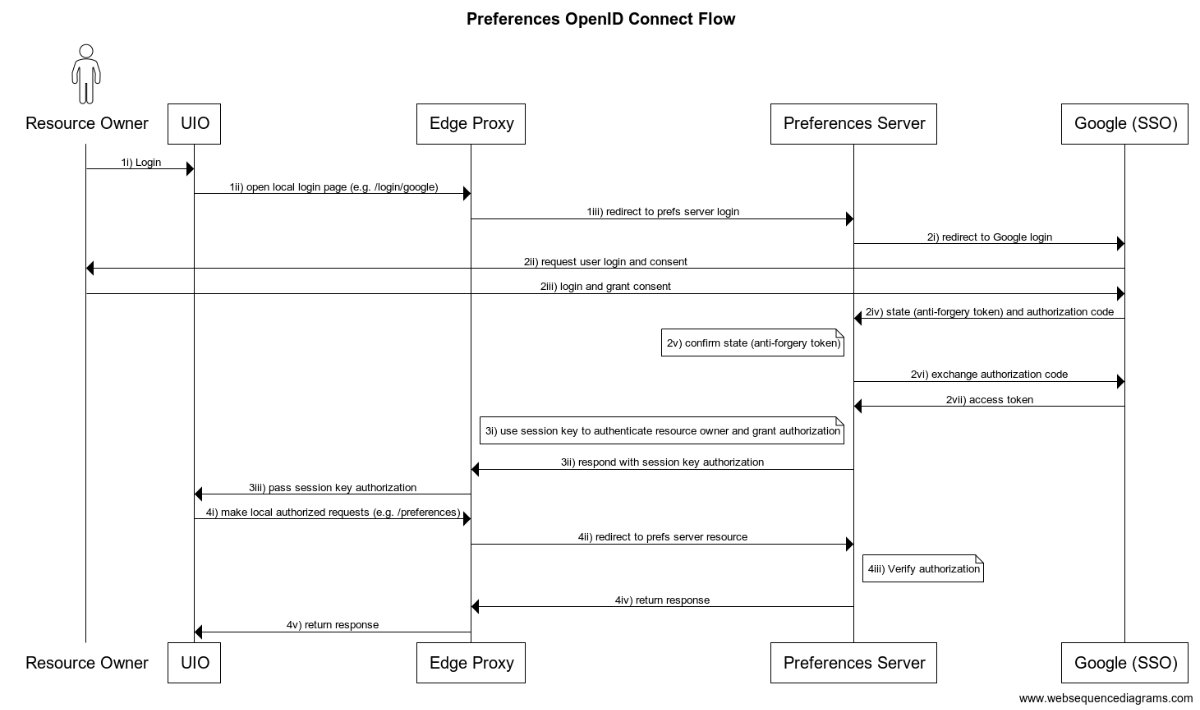 Preferences OpenID Connect Flow
Resource Owner
UIO
Edge Proxy
Preferences Server
Google (SSO)
1i) Login
1ii) open local login page (e.g. /login/google)
1iii) redirect to prefs server login
2i) redirect to Google login
2ii) request user login and consent
2iii) login and grant consent
2iv) state (anti-forgery token) and authorization code
2v) confirm state (anti-forgery token)
2vi) exchange authorization code
2vii) access token
3i) use session key to authenticate resource owner and grant authorization
3ii) respond with session key authorization
3iii) pass session key authorization
4i) make local authorized requests (e.g. /preferences)
4ii) redirect to prefs server resource
4iii) Verify authorization
4iv) return response
4v) return response
Resource Owner
UIO
Edge Proxy
Preferences Server
Google (SSO)
www.websequencediagrams.com